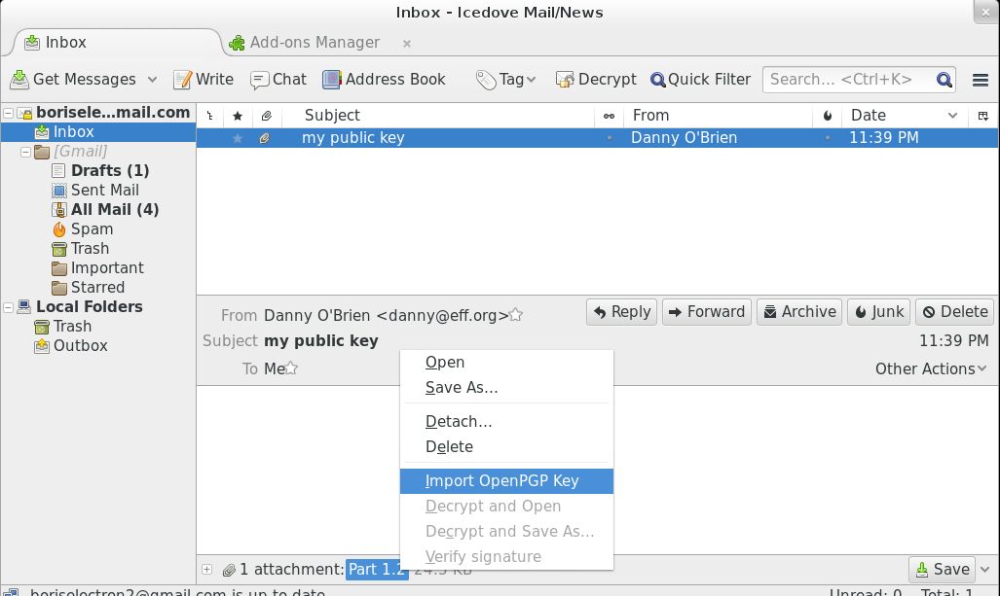 Inbox - Icedove Mail/News
Inbox
Add-ons Manager
Get Messages Write Chat Address Book Tag Decrypt Quick Filter Search... <Ctrl+K>
borisele...mail.com
Inbox
[Gmail]
Drafts (1)
Sent Mail
All Mail (4)
Spam
Trash
Important
Starred
Local Folders
Trash
Outbox
Subject From Date
my public key Danny O'Brien 11:39 PM
From Danny O'Brien <danny@eff.org> Reply Forward Archive Junk Delete
Subject my public key 11:39 PM
To Me Other Actions
Open
Save As...
Detach...
Delete
Import OpenPGP Key
Decrypt and Open
Decrypt and Save As...
Verify signature
1 attachment: Part 1.2 24.5 KB Save
boriselectron2@gmail.com is up to date Unread: 0 Total: 1